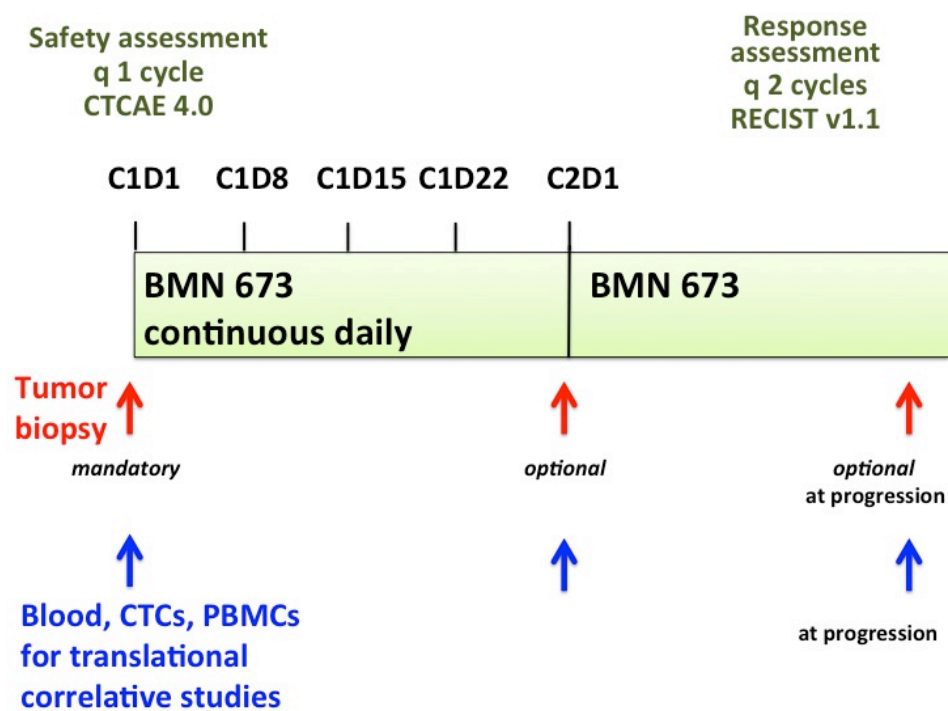 Safety assessment
q 1 cycle
CTCAE 4.0
Response
assessment
q 2 cycles
RECIST v1.1
C1D1 C1D8 C1D15 C1D22 C2D1
BMN 673
continuous daily
BMN 673
Tumor
biopsy
mandatory
optional
optional
at progression
Blood, CTCs, PBMCs
for translational
correlative studies
at progression